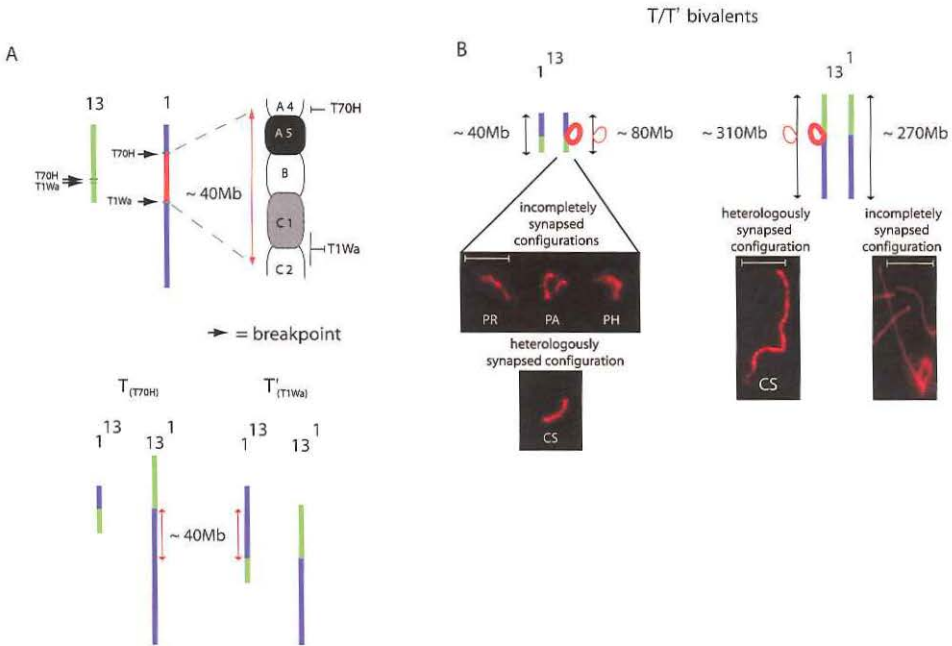 T/T' bivalents
A
13
1
T70H
T70H
T1Wa
T1Wa
~ 40Mb
A 4
A 5
B
C 1
C 2
T70H
T1Wa
= breakpoint
T(T70H)
T'(T1Wa)
1 13
13 1
~ 40Mb
1 13
13 1
B
1 13
~ 40Mb
~ 80Mb
incompletely
synapsed
configurations
PR
PA
PH
heterologously
synapsed configuration
CS
13 1
~ 310Mb
~ 270Mb
heterologously
synapsed
configuration
CS
incompletely
synapsed
configuration